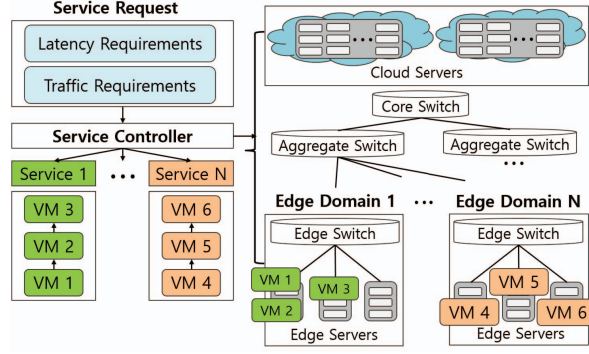 Service Request
Latency Requirements
Traffic Requirements
Service Controller
Service 1
•••
Service N
VM 3
VM 2
VM 1
VM 6
VM 5
VM 4
•••
•••
Cloud Servers
Core Switch
Aggregate Switch
Aggregate Switch
•••
Edge Domain 1
•••
Edge Domain N
Edge Switch
VM 1
VM 2
VM 3
Edge Servers
Edge Switch
VM 5
VM 4
VM 6
Edge Servers